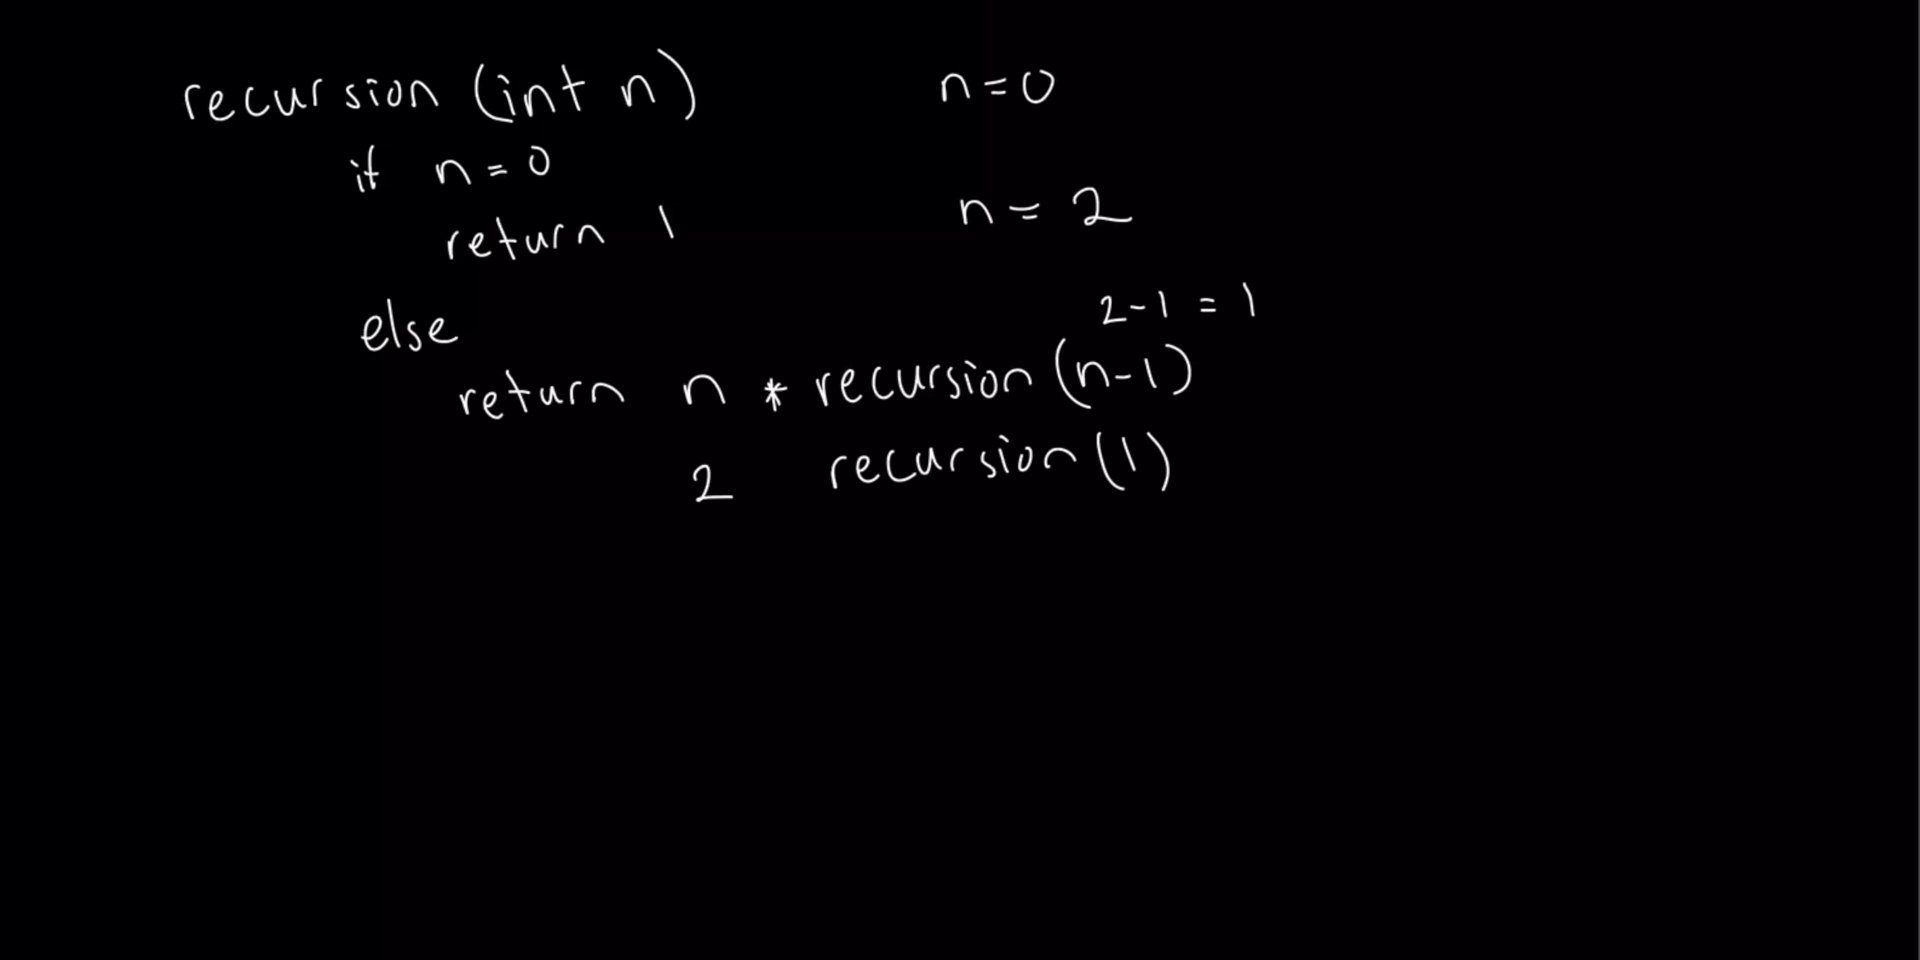 recursion (int n)
if n = 0
return 1
else
return n * recursion (n-1)
2 recursion (1)
n = 0
n = 2
2 - 1 = 1